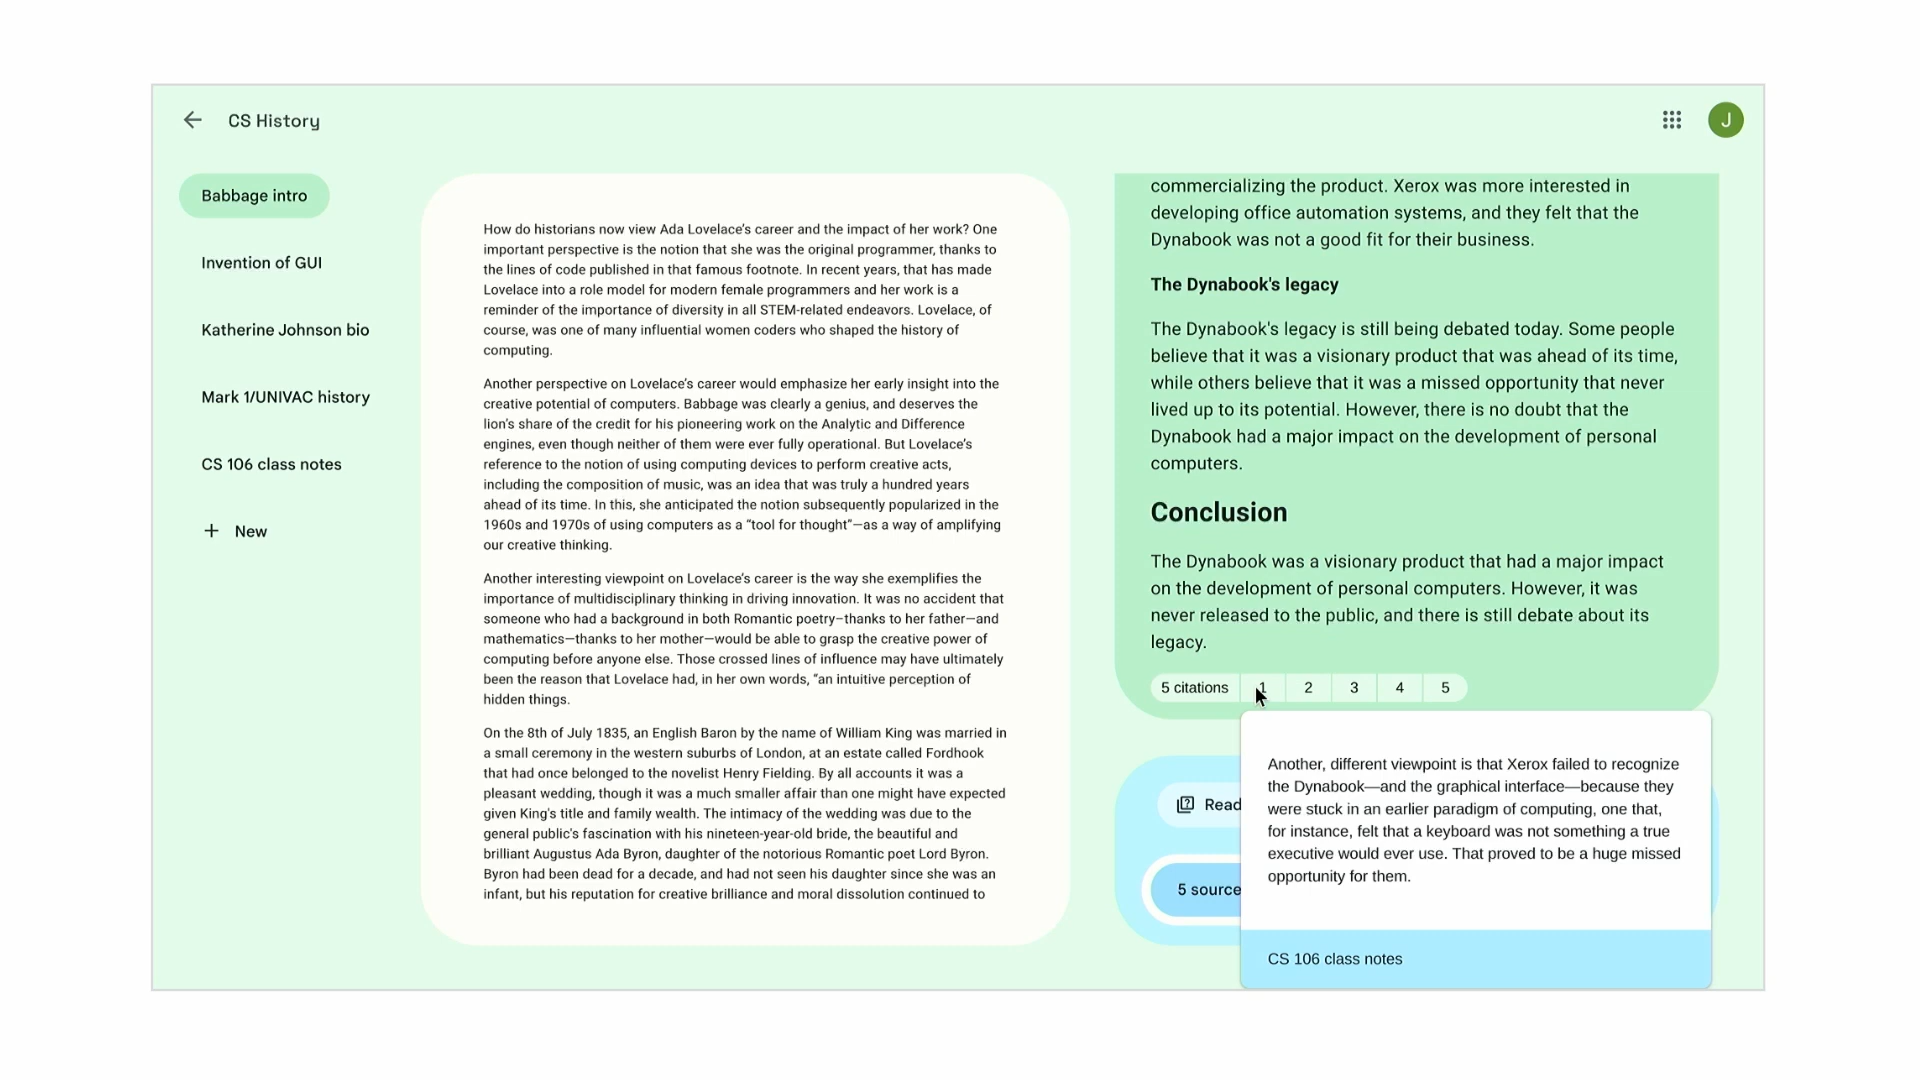 CS History
J
Babbage intro
Invention of GUI
Katherine Johnson bio
Mark 1/UNIVAC history
CS 106 class notes
+ New
How do historians now view Ada Lovelace's career and the impact of her work? One
important perspective is the notion that she was the original programmer, thanks to
the lines of code published in that famous footnote. In recent years, that has made
Lovelace into a role model for modern female programmers and her work is a
reminder of the importance of diversity in all STEM-related endeavors. Lovelace, of
course, was one of many influential women coders who shaped the history of
computing.
Another perspective on Lovelace's career would emphasize her early insight into the
creative potential of computers. Babbage was clearly a genius, and deserves the
lion's share of the credit for his pioneering work on the Analytic and Difference
engines, even though neither of them were ever fully operational. But Lovelace's
reference to the notion of using computing devices to perform creative acts,
including the composition of music, was an idea that was truly a hundred years
ahead of its time. In this, she anticipated the notion subsequently popularized in the
1960s and 1970s of using computers as a “tool for thought”—as a way of amplifying
our creative thinking.
Another interesting viewpoint on Lovelace's career is the way she exemplifies the
importance of multidisciplinary thinking in driving innovation. It was no accident that
someone who had a background in both Romantic poetry–thanks to her father—and
mathematics—thanks to her mother—would be able to grasp the creative power of
computing before anyone else. Those crossed lines of influence may have ultimately
been the reason that Lovelace had, in her own words, “an intuitive perception of
hidden things.
On the 8th of July 1835, an English Baron by the name of William King was married in
a small ceremony in the western suburbs of London, at an estate called Fordhook
that had once belonged to the novelist Henry Fielding. By all accounts it was a
pleasant wedding, though it was a much smaller affair than one might have expected
given King's title and family wealth. The intimacy of the wedding was due to the
general public's fascination with his nineteen-year-old bride, the beautiful and
brilliant Augustus Ada Byron, daughter of the notorious Romantic poet Lord Byron.
Byron had been dead for a decade, and had not seen his daughter since she was an
infant, but his reputation for creative brilliance and moral dissolution continued to
commercializing the product. Xerox was more interested in
developing office automation systems, and they felt that the
Dynabook was not a good fit for their business.
The Dynabook's legacy
The Dynabook's legacy is still being debated today. Some people
believe that it was a visionary product that was ahead of its time,
while others believe that it was a missed opportunity that never
lived up to its potential. However, there is no doubt that the
Dynabook had a major impact on the development of personal
computers.
Conclusion
The Dynabook was a visionary product that had a major impact
on the development of personal computers. However, it was
never released to the public, and there is still debate about its
legacy.
5 citations 1 2 3 4 5
Read
5 source
Another, different viewpoint is that Xerox failed to recognize
the Dynabook—and the graphical interface—because they
were stuck in an earlier paradigm of computing, one that,
for instance, felt that a keyboard was not something a true
executive would ever use. That proved to be a huge missed
opportunity for them.
CS 106 class notes